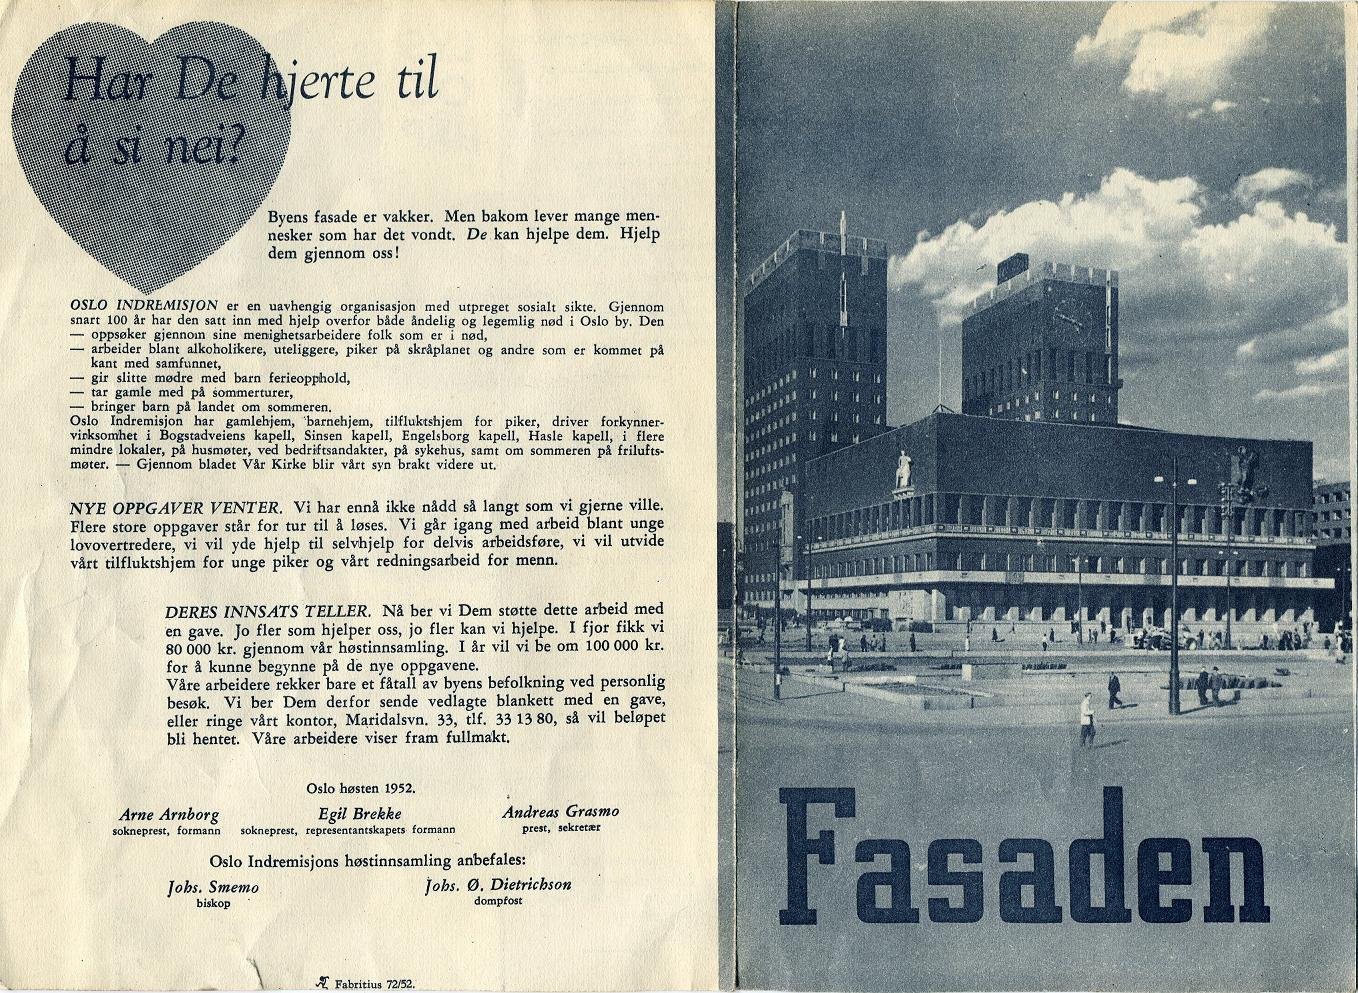 Har De hjerte til
å si nei?
Byens fasade er vakker. Men bakom lever mange men-
nesker som har det vondt. De kan hjelpe dem. Hjelp
dem gjennom oss!
OSLO INDREMISJON er en uavhengig organisasjon med utpreget sosialt sikte. Gjennom
snart 100 år har den satt inn med hjelp overfor både åndelig og legemlig nød i Oslo by. Den
— oppsøker gjennom sine menighetsarbeidere folk som er i nød,
— arbeider blant alkoholikere, uteliggere, piker på skråplanet og andre som er kommet på
kant med samfunnet,
— gir slitte mødre med barn ferieopphold,
— tar gamle med på sommerturer,
— bringer barn på landet om sommeren.
Oslo Indremisjon har gamlehjem, barnehjem, tilfluktshjem for piker, driver forkynner-
virksomhet i Bogstadveiens kapell, Sinsen kapell, Engelsborg kapell, Hasle kapell, i flere
mindre lokaler, på husmøter, ved bedriftsandakter, på sykehus, samt om sommeren på frilufts-
møter. — Gjennom bladet Vår Kirke blir vårt syn brakt videre ut.
NYE OPPGAVER VENTER. Vi har ennå ikke nådd så langt som vi gjerne ville.
Flere store oppgaver står for tur til å løses. Vi går igang med arbeid blant unge
lovovertredere, vi vil yde hjelp til selvhjelp for delvis arbeidsføre, vi vil utvide
vårt tilfluktshjem for unge piker og vårt redningsarbeid for menn.
DERES INNSATS TELLER. Nå ber vi Dem støtte dette arbeid med
en gave. Jo fler som hjelper oss, jo fler kan vi hjelpe. I fjor fikk vi
80 000 kr. gjennom vår høstinnsamling. I år vil vi be om 100 000 kr.
for å kunne begynne på de nye oppgavene.
Våre arbeidere rekker bare et fåtall av byens befolkning ved personlig
besøk. Vi ber Dem derfor sende vedlagte blankett med en gave,
eller ringe vårt kontor, Maridalsvn. 33, tlf. 33 13 80, så vil beløpet
bli hentet. Våre arbeidere viser fram fullmakt.
Oslo høsten 1952.
Arne Arnborg Egil Brekke Andreas Grasmo
sokneprest, formann sokneprest, representantskapets formann prest, sekretær
Oslo Indremisjons høstinnsamling anbefales:
Johs. Smemo Johs. Ø. Dietrichson
biskop dompfost
Fabritius 72/52.
Fasaden